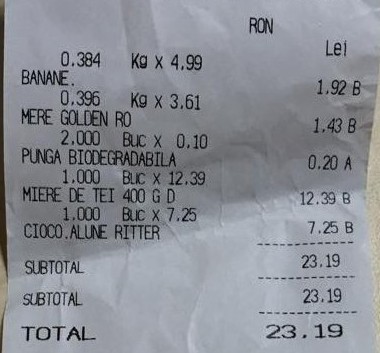 RON
Lei
0.384 Kg x 4.99
BANANE. 1.92 B
0.396 Kg x 3.61
MERE GOLDEN RO 1.43 B
2.000 Buc x 0.10
PUNGA BIODEGRADABILA 0.20 A
1.000 Buc x 12.39
MIERE DE TEI 400 G D 12.39 B
1.000 Buc x 7.25
CIOCO.ALUNE RITTER 7.25 B
SUBTOTAL 23.19
SUBTOTAL 23.19
TOTAL 23.19